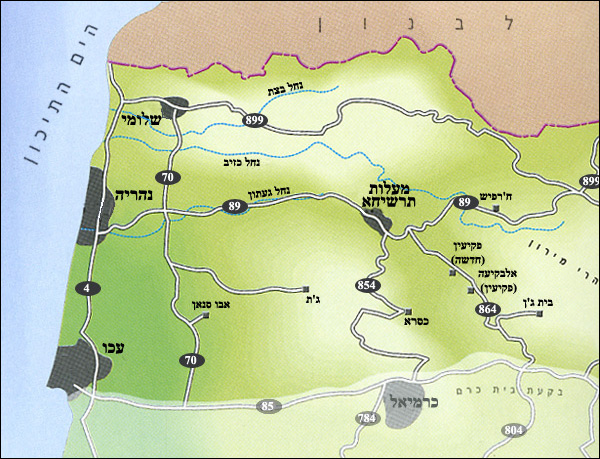 לבנון
הים התיכון
נחל בצת
שלומי
899
נחל כזיב
70
מעלות
תרשיחא
899
נהריה
נחל געתון
89
89
חרפיש
פקיעין
(חדשה)
הרי מירון
אלבקיעה
(פקיעין)
4
ג'ת
854
864
בית ג'ן
אבו סנאן
כסרא
עכו
70
בקעת בית כרם
85
כרמיאל
784
804